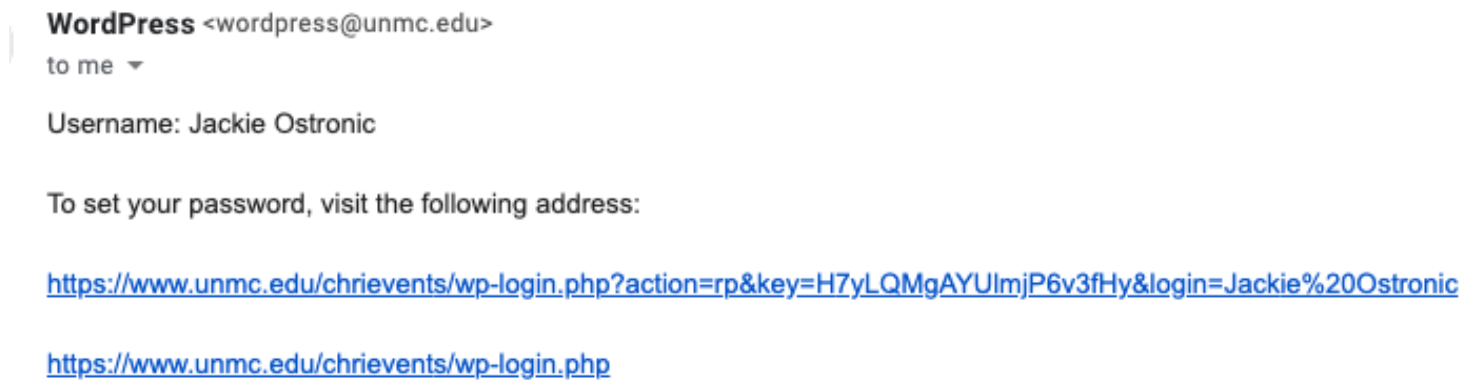 WordPress <wordpress@unmc.edu>
to me
Username: Jackie Ostronic
To set your password, visit the following address:
https://www.unmc.edu/chrievents/wp-login.php?action=rp&key=H7yLQMgAYUlmjP6v3fHy&login=Jackie%20Ostronic
https://www.unmc.edu/chrievents/wp-login.php